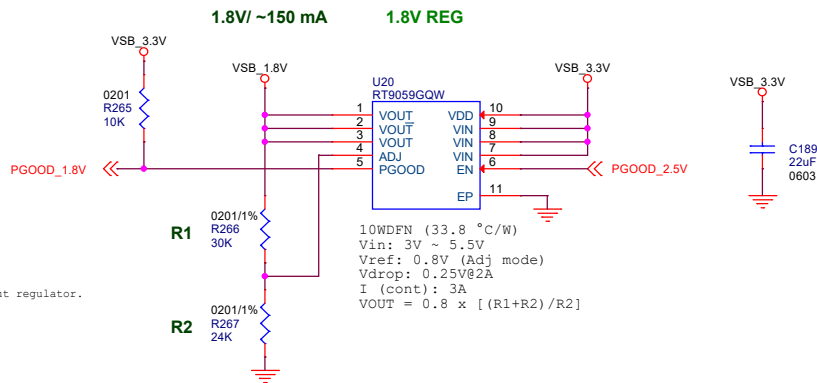 1.8V/ ~150 mA
1.8V REG
VSB_3.3V
VSB_1.8V
VSB_3.3V
VSB_3.3V
U20
RT9059GQW
0201
R265
10K
1 VOUT VDD 10
2 VOUT VIN 9
3 VOUT VIN 8
4 ADJ VIN 7
5 PGOOD EN 6
EP 11
PGOOD_1.8V
PGOOD_2.5V
C189
22uF
0603
R1
0201/1%
R266
30K
10WDFN (33.8 °C/W)
Vin: 3V ~ 5.5V
Vref: 0.8V (Adj mode)
Vdrop: 0.25V@2A
I (cont): 3A
VOUT = 0.8 x [(R1+R2)/R2]
ut regulator.
R2
0201/1%
R267
24K